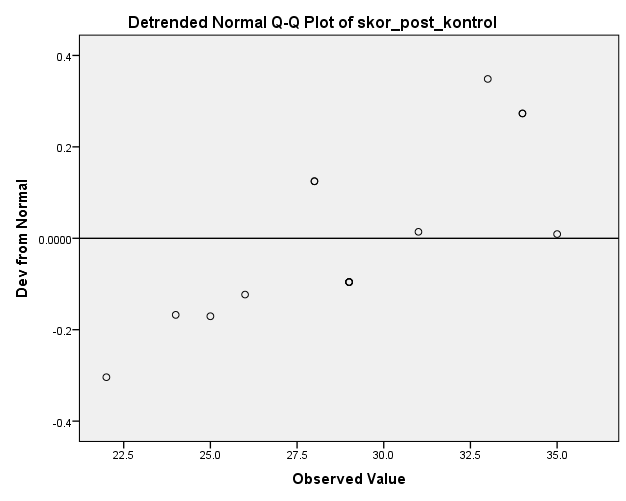 Detrended Normal Q-Q Plot of skor_post_kontrol
0.4
0.2
0.0000
-0.2
-0.4
Dev from Normal
22.5 25.0 27.5 30.0 32.5 35.0
Observed Value